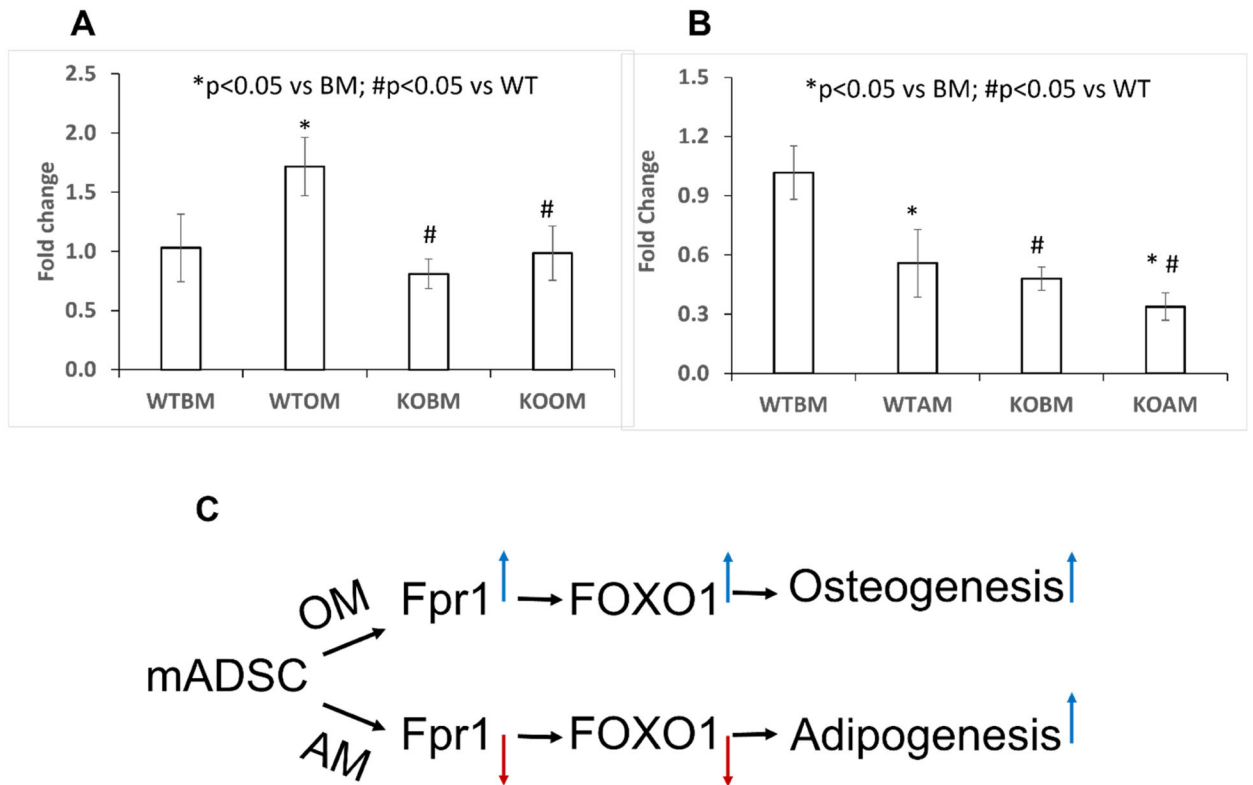 A
*p<0.05 vs BM; #p<0.05 vs WT
Fold change
2.5
2.0
1.5
1.0
0.5
0.0
*
#
#
WTBM WTOM KOBM KOOM
B
*p<0.05 vs BM; #p<0.05 vs WT
Fold Change
1.5
1.2
0.9
0.6
0.3
0.0
*
#
* #
WTBM WTAM KOBM KOAM
C
mADSC
OM
Fpr1 FOXO1 Osteogenesis
AM
Fpr1 FOXO1 Adipogenesis